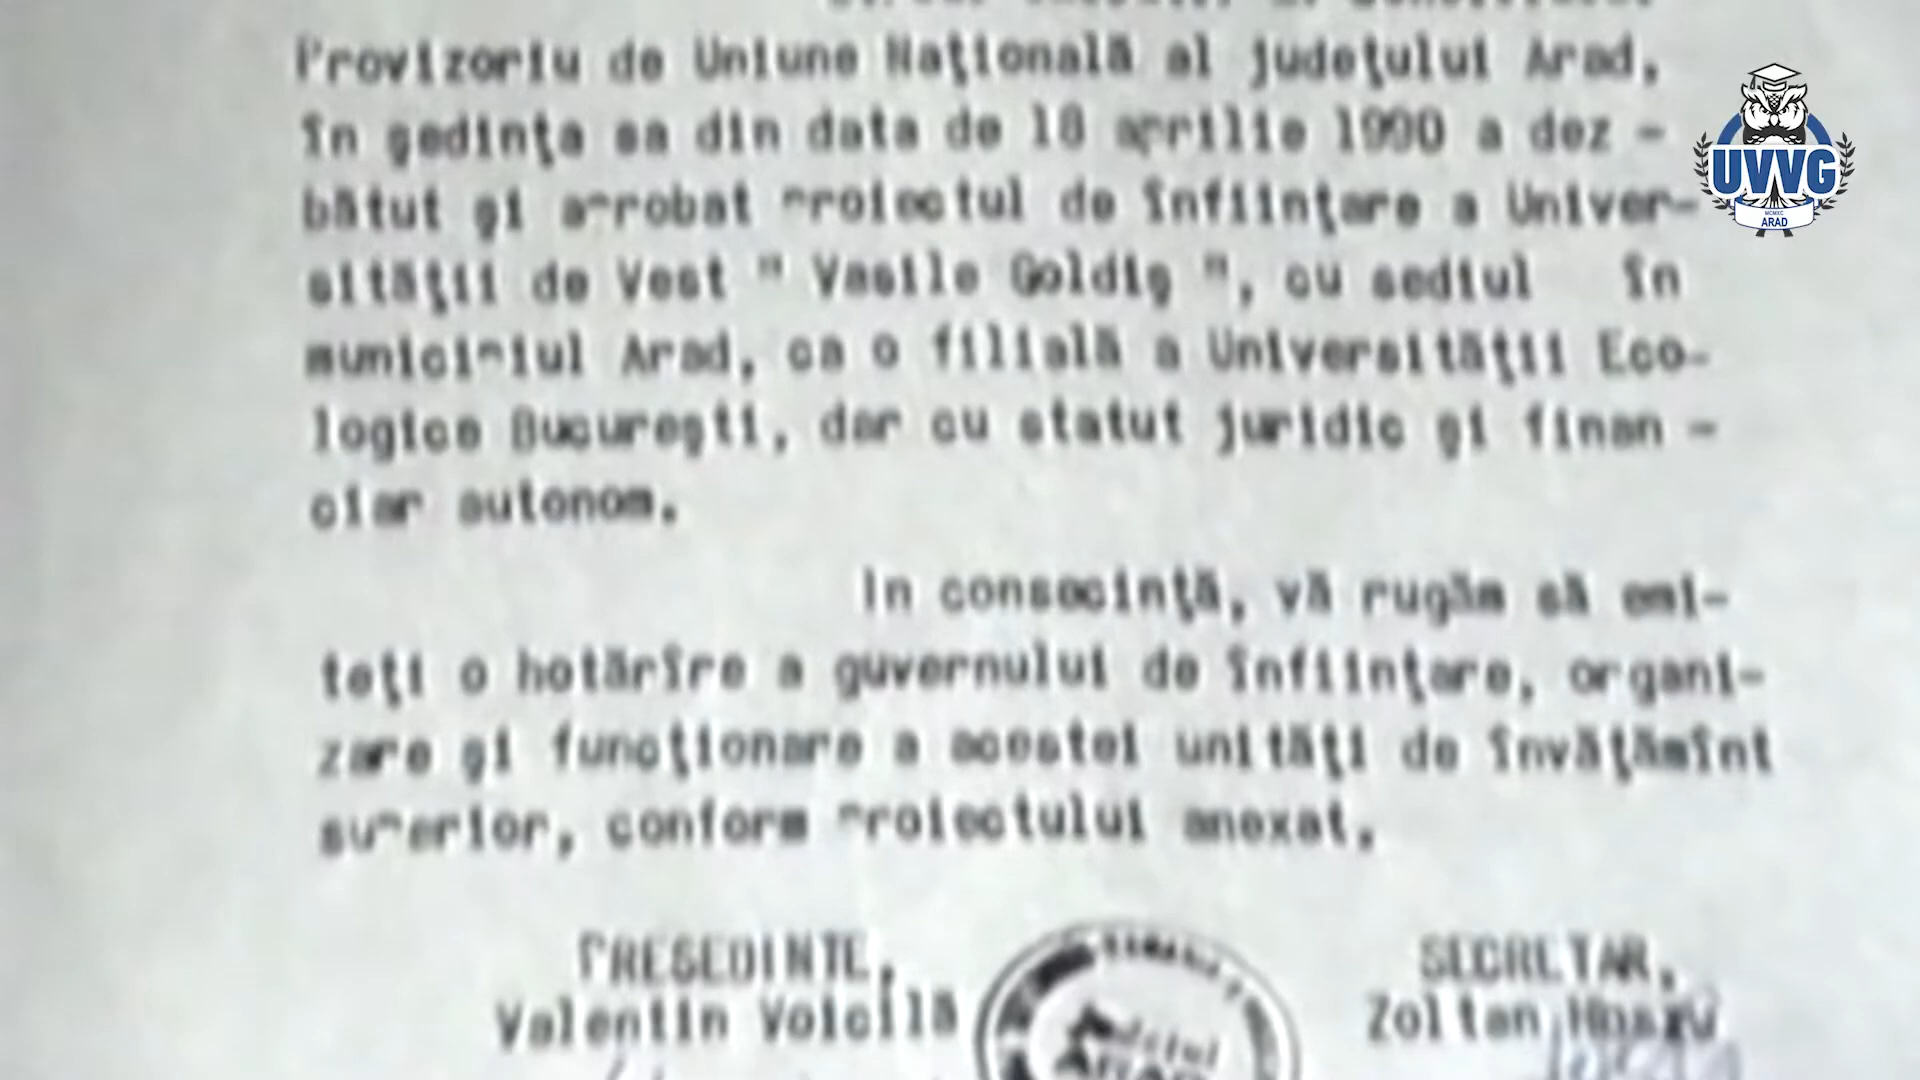 Provizoriu de Uniune Naţională al judeţului Arad,
în şedinţa sa din data de 18 aprilie 1990 a dez -
bătut şi aprobat proiectul de înfiinţare a Univer-
sităţii de Vest " Vasile Goldiş ", cu sediul în
municipiul Arad, ca o filială a Universităţii Eco-
logice Bucureşti, dar cu statut juridic şi finan -
ciar autonom.
In consecinţă, vă rugăm să emi-
teţi o hotărîre a guvernului de înfiinţare, organi-
zare şi funcţionare a acestei unităţi de învăţămînt
superior, conform proiectului anexat.
PRESEDINTE,
Valentin Voicilă
SECRETAR,
Zoltan
Judeţul
Arad
UVVG
MCMXC
ARAD